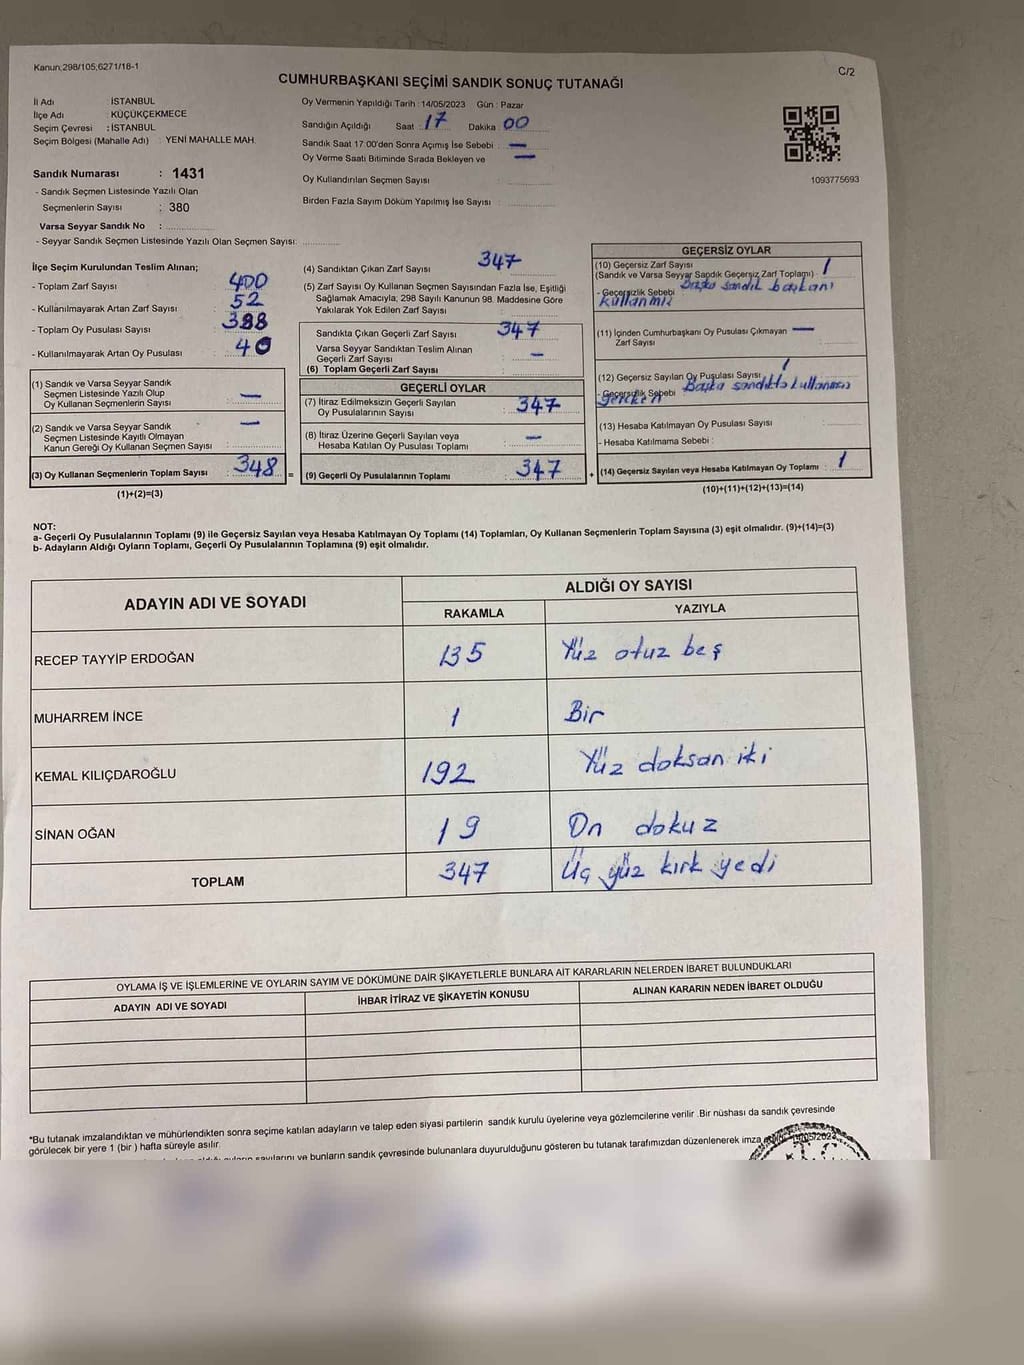 Kanun;298/105;6271/18-1
C/2
CUMHURBAŞKANI SEÇİMİ SANDIK SONUÇ TUTANAĞI
İl Adı : İSTANBUL
İlçe Adı : KÜÇÜKÇEKMECE
Seçim Çevresi : İSTANBUL
Seçim Bölgesi (Mahalle Adı) : YENİ MAHALLE MAH.
Sandık Numarası : 1431
- Sandık Seçmen Listesinde Yazılı Olan
Seçmenlerin Sayısı : 380
Varsa Seyyar Sandık No :
- Seyyar Sandık Seçmen Listesinde Yazılı Olan Seçmen Sayısı:
Oy Vermenin Yapıldığı Tarih : 14/05/2023 Gün : Pazar
Sandığın Açıldığı Saat : 17 Dakika 00
Sandık Saat 17:00'den Sonra Açımış İse Sebebi : —
Oy Verme Saati Bitiminde Sırada Bekleyen ve —
Oy Kullandırılan Seçmen Sayısı
Birden Fazla Sayım Döküm Yapılmış İse Sayısı :
1093775693
İlçe Seçim Kurulundan Teslim Alınan;
- Toplam Zarf Sayısı : 400
- Kullanılmayarak Artan Zarf Sayısı : 52
- Toplam Oy Pusulası Sayısı : 388
- Kullanılmayarak Artan Oy Pusulası : 40
(1) Sandık ve Varsa Seyyar Sandık
Seçmen Listesinde Yazılı Olup
Oy Kullanan Seçmenlerin Sayısı : —
(2) Sandık ve Varsa Seyyar Sandık
Seçmen Listesinde Kayıtlı Olmayan
Kanun Gereği Oy Kullanan Seçmen Sayısı : —
(3) Oy Kullanan Seçmenlerin Toplam Sayısı : 348 =
(1)+(2)=(3)
(4) Sandıktan Çıkan Zarf Sayısı : 347
(5) Zarf Sayısı Oy Kullanan Seçmen Sayısından Fazla İse, Eşitliği
Sağlamak Amacıyla; 298 Sayılı Kanunun 98. Maddesine Göre
Yakılarak Yok Edilen Zarf Sayısı :
Sandıkta Çıkan Geçerli Zarf Sayısı : 347
Varsa Seyyar Sandıktan Teslim Alınan
Geçerli Zarf Sayısı : —
(6) Toplam Geçerli Zarf Sayısı :
GEÇERLİ OYLAR
(7) İtiraz Edilmeksizin Geçerli Sayılan
Oy Pusulalarının Sayısı : 347
(8) İtiraz Üzerine Geçerli Sayılan veya
Hesaba Katılan Oy Pusulası Toplamı : —
(9) Geçerli Oy Pusulalarının Toplamı : 347 +
GEÇERSİZ OYLAR
(10) Geçersiz Zarf Sayısı 1
(Sandık ve Varsa Seyyar Sandık Geçersiz Zarf Toplamı) :
- Geçersizlik Sebebi : Başka sandık başkanı
kullanmış
(11) İçinden Cumhurbaşkanı Oy Pusulası Çıkmayan —
Zarf Sayısı
(12) Geçersiz Sayılan Oy Pusulası Sayısı : 1
- Geçersizlik Sebebi : Başka sandıkta kullanması
gereken
(13) Hesaba Katılmayan Oy Pusulası Sayısı :
- Hesaba Katılmama Sebebi :
(14) Geçersiz Sayılan veya Hesaba Katılmayan Oy Toplamı : 1
(10)+(11)+(12)+(13)=(14)
NOT:
a- Geçerli Oy Pusulalarının Toplamı (9) ile Geçersiz Sayılan veya Hesaba Katılmayan Oy Toplamı (14) Toplamları, Oy Kullanan Seçmenlerin Toplam Sayısına (3) eşit olmalıdır. (9)+(14)=(3)
b- Adayların Aldığı Oyların Toplamı, Geçerli Oy Pusulalarının Toplamına (9) eşit olmalıdır.
ADAYIN ADI VE SOYADI ALDIĞI OY SAYISI
RAKAMLA YAZIYLA
RECEP TAYYİP ERDOĞAN 135 Yüz otuz beş
MUHARREM İNCE 1 Bir
KEMAL KILIÇDAROĞLU 192 Yüz doksan iki
SİNAN OĞAN 19 On dokuz
TOPLAM 347 Üç yüz kırk yedi
OYLAMA İŞ VE İŞLEMLERİNE VE OYLARIN SAYIM VE DÖKÜMÜNE DAİR ŞİKAYETLERLE BUNLARA AİT KARARLARIN NELERDEN İBARET BULUNDUKLARI
ADAYIN ADI VE SOYADI İHBAR İTİRAZ VE ŞİKAYETİN KONUSU ALINAN KARARIN NEDEN İBARET OLDUĞU
*Bu tutanak imzalandıktan ve mühürlendikten sonra seçime katılan adayların ve talep eden siyasi partilerin sandık kurulu üyelerine veya gözlemcilerine verilir .Bir nüshası da sandık çevresinde
görülecek bir yere 1 (bir ) hafta süreyle asılır.
sayılarını ve bunların sandık çevresinde bulunanlara duyurulduğunu gösteren bu tutanak tarafımızdan düzenlenerek imza